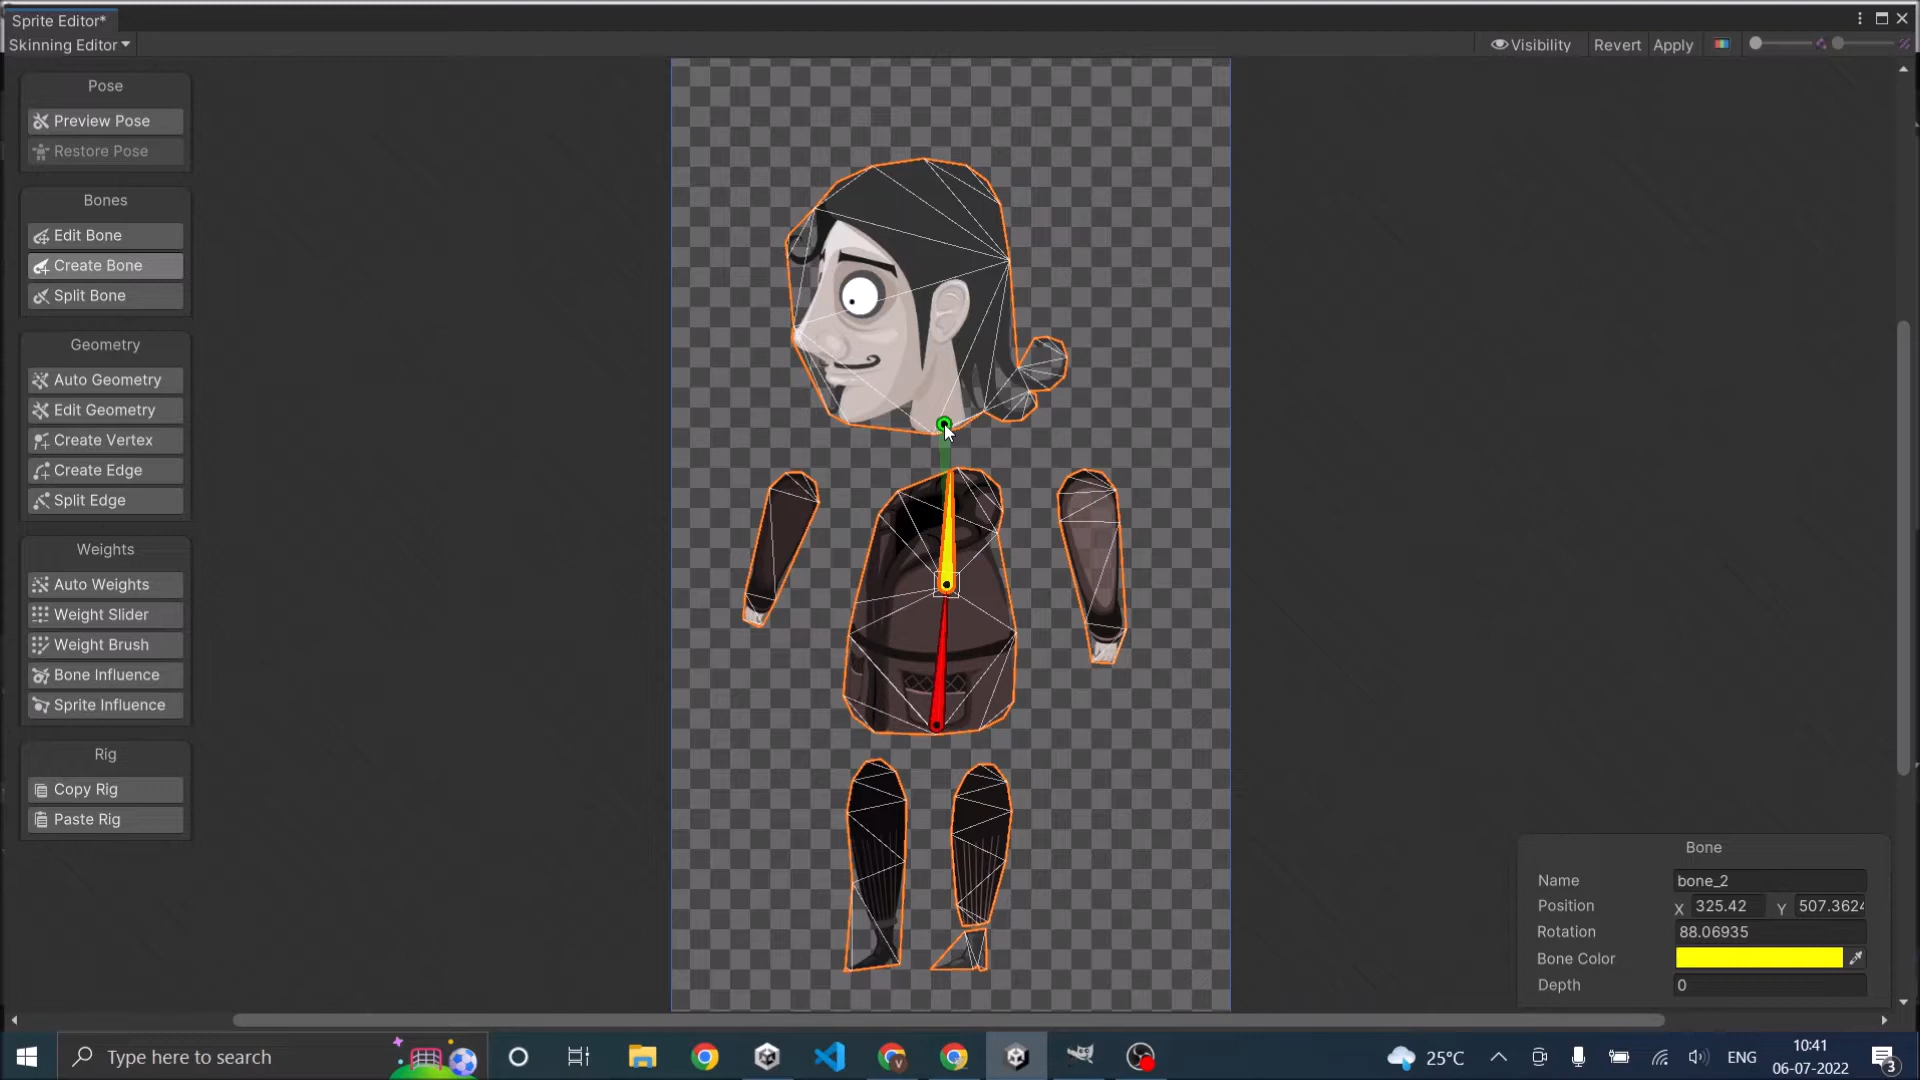 Sprite Editor*
Skinning Editor
Visibility
Revert
Apply
Pose
Preview Pose
Restore Pose
Bones
Edit Bone
Create Bone
Split Bone
Geometry
Auto Geometry
Edit Geometry
Create Vertex
Create Edge
Split Edge
Weights
Auto Weights
Weight Slider
Weight Brush
Bone Influence
Sprite Influence
Rig
Copy Rig
Paste Rig
Bone
Name bone_2
Position X 325.42 Y 507.3624
Rotation 88.06935
Bone Color
Depth 0
Type here to search
25°C
ENG
10:41
06-07-2022
3